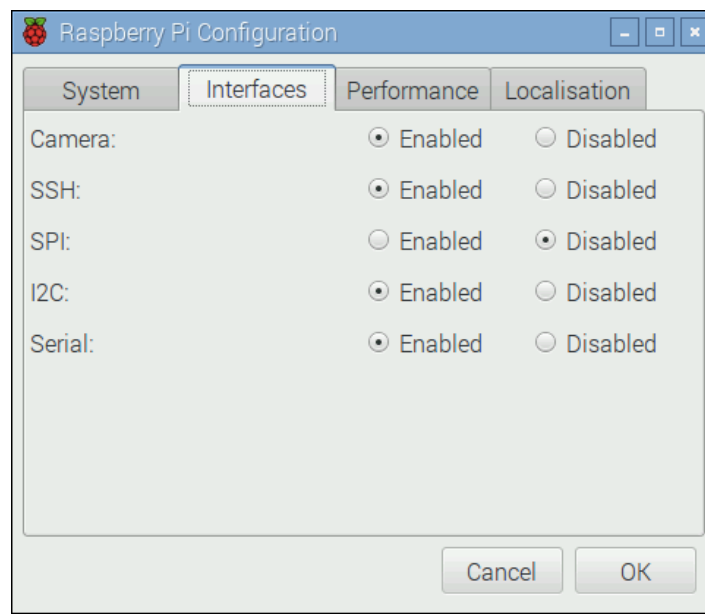 Raspberry Pi Configuration
System Interfaces Performance Localisation
Camera: Enabled Disabled
SSH: Enabled Disabled
SPI: Enabled Disabled
I2C: Enabled Disabled
Serial: Enabled Disabled
Cancel OK